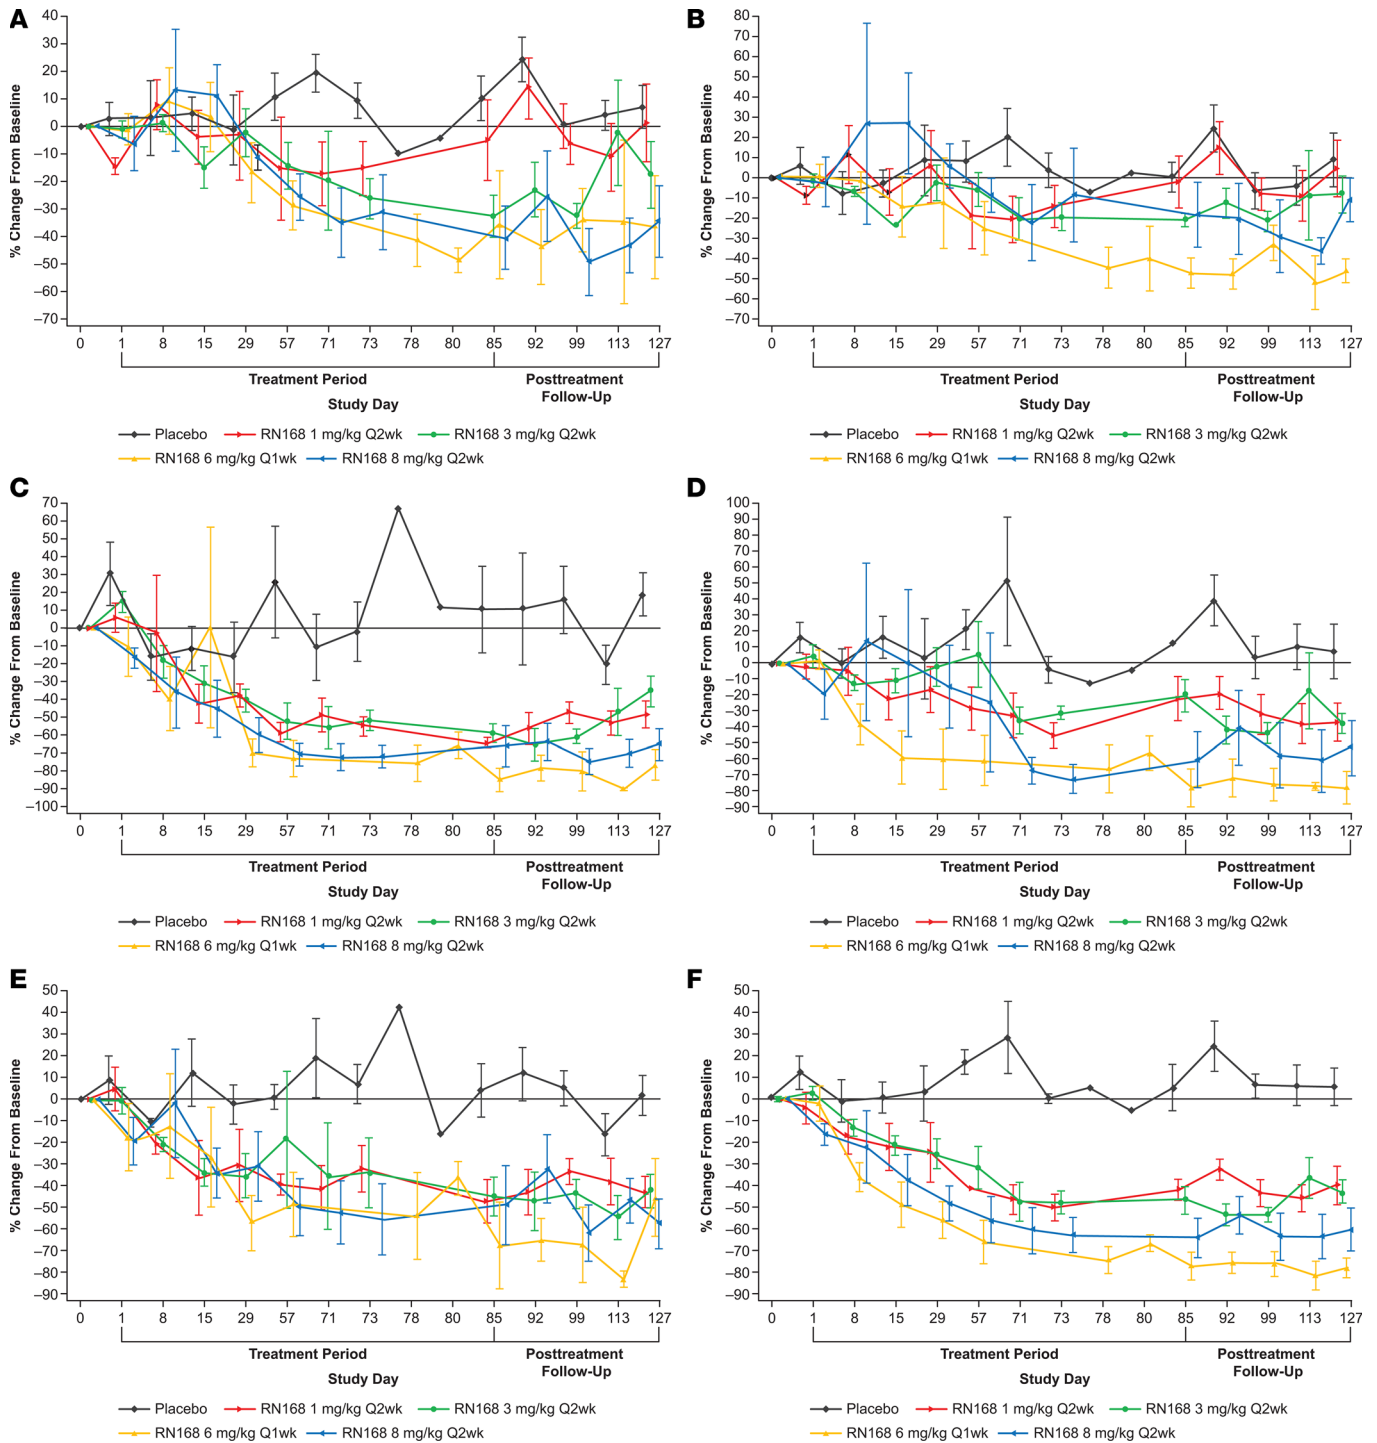 A
% Change From Baseline
40
30
20
10
0
–10
–20
–30
–40
–50
–60
–70
0 1 8 15 29 57 71 73 78 80 85 92 99 113 127
Treatment Period
Posttreatment
Follow-Up
Study Day
Placebo RN168 1 mg/kg Q2wk RN168 3 mg/kg Q2wk
RN168 6 mg/kg Q1wk RN168 8 mg/kg Q2wk
B
% Change From Baseline
80
70
60
50
40
30
20
10
0
–10
–20
–30
–40
–50
–60
–70
0 1 8 15 29 57 71 73 78 80 85 92 99 113 127
Treatment Period
Posttreatment
Follow-Up
Study Day
Placebo RN168 1 mg/kg Q2wk RN168 3 mg/kg Q2wk
RN168 6 mg/kg Q1wk RN168 8 mg/kg Q2wk
C
% Change From Baseline
70
60
50
40
30
20
10
0
–10
–20
–30
–40
–50
–60
–70
–80
–90
–100
0 1 8 15 29 57 71 73 78 80 85 92 99 113 127
Treatment Period
Posttreatment
Follow-Up
Study Day
Placebo RN168 1 mg/kg Q2wk RN168 3 mg/kg Q2wk
RN168 6 mg/kg Q1wk RN168 8 mg/kg Q2wk
D
% Change From Baseline
100
90
80
70
60
50
40
30
20
10
0
–10
–20
–30
–40
–50
–60
–70
–80
–90
0 1 8 15 29 57 71 73 78 80 85 92 99 113 127
Treatment Period
Posttreatment
Follow-Up
Study Day
Placebo RN168 1 mg/kg Q2wk RN168 3 mg/kg Q2wk
RN168 6 mg/kg Q1wk RN168 8 mg/kg Q2wk
E
% Change From Baseline
50
40
30
20
10
0
–10
–20
–30
–40
–50
–60
–70
–80
–90
0 1 8 15 29 57 71 73 78 80 85 92 99 113 127
Treatment Period
Posttreatment
Follow-Up
Study Day
Placebo RN168 1 mg/kg Q2wk RN168 3 mg/kg Q2wk
RN168 6 mg/kg Q1wk RN168 8 mg/kg Q2wk
F
% Change From Baseline
50
40
30
20
10
0
–10
–20
–30
–40
–50
–60
–70
–80
–90
0 1 8 15 29 57 71 73 78 80 85 92 99 113 127
Treatment Period
Posttreatment
Follow-Up
Study Day
Placebo RN168 1 mg/kg Q2wk RN168 3 mg/kg Q2wk
RN168 6 mg/kg Q1wk RN168 8 mg/kg Q2wk